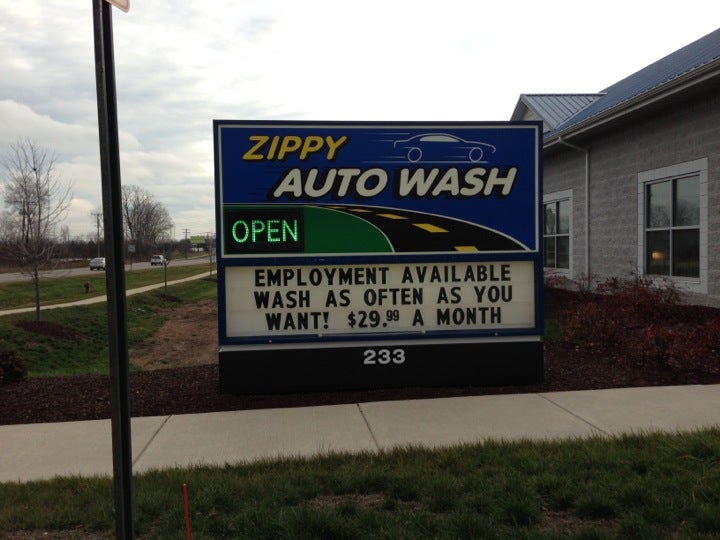 ZIPPY
AUTO WASH
OPEN
EMPLOYMENT AVAILABLE
WASH AS OFTEN AS YOU
WANT! $29.99 A MONTH
233